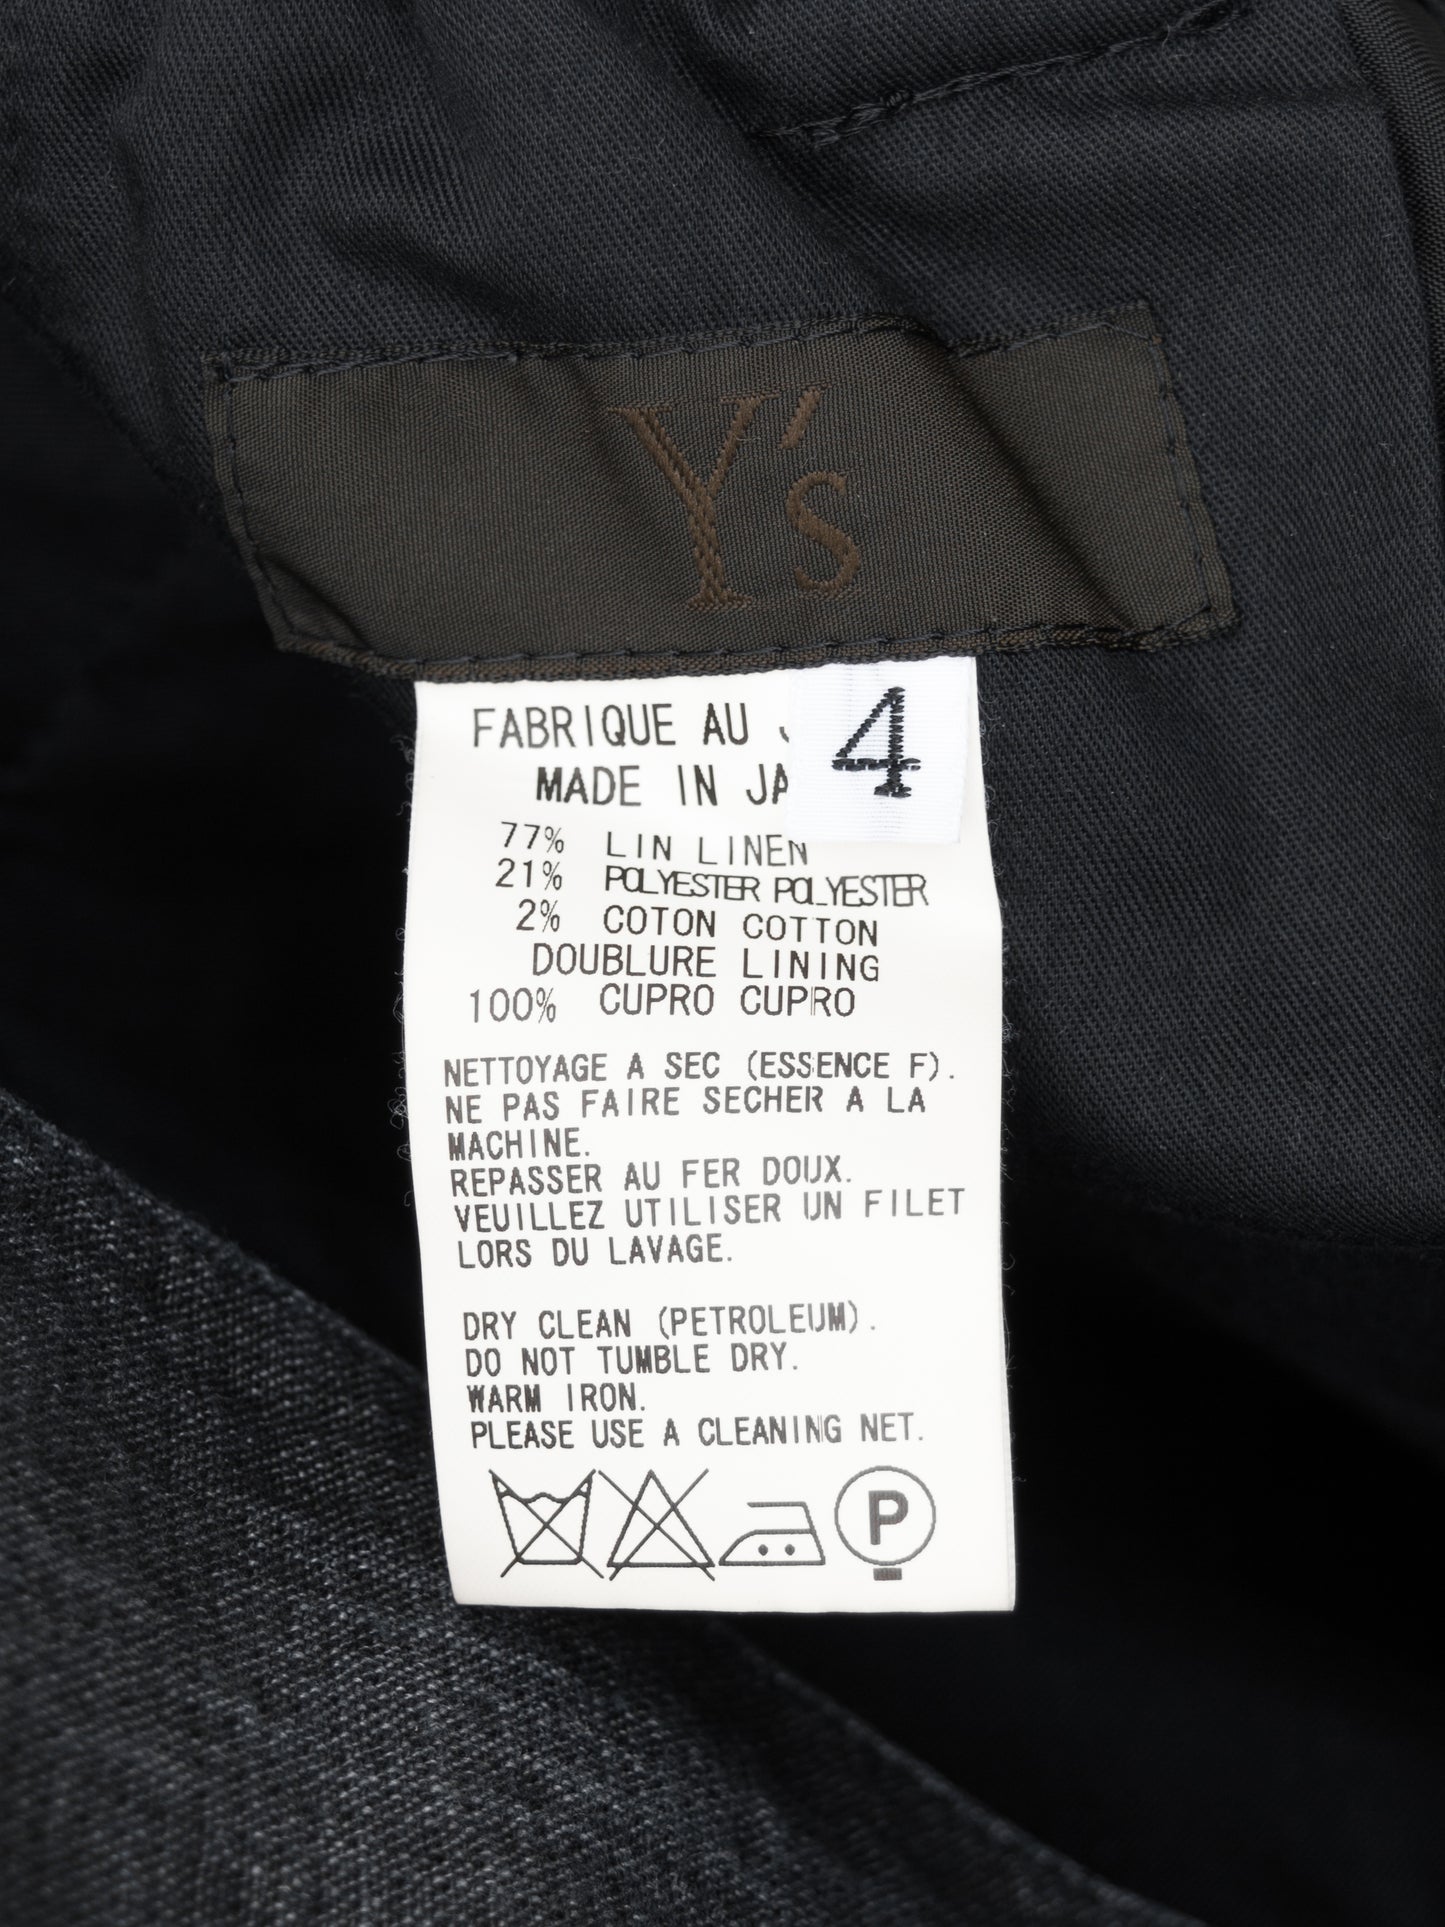 Y's
4
FABRIQUE AU
MADE IN JA
77% LIN LINEN
21% POLYESTER POLYESTER
2% COTON COTTON
DOUBLURE LINING
100% CUPRO CUPRO
NETTOYAGE A SEC (ESSENCE F).
NE PAS FAIRE SECHER A LA
MACHINE.
REPASSER AU FER DOUX.
VEUILLEZ UTILISER UN FILET
LORS DU LAVAGE.
DRY CLEAN (PETROLEUM).
DO NOT TUMBLE DRY.
WARM IRON.
PLEASE USE A CLEANING NET.
P